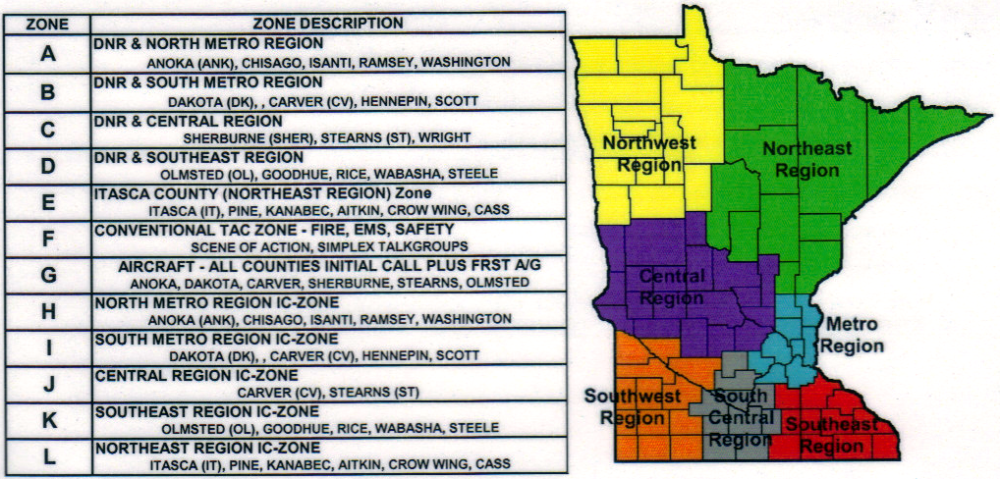 ZONE ZONE DESCRIPTION
A DNR & NORTH METRO REGION
ANOKA (ANK), CHISAGO, ISANTI, RAMSEY, WASHINGTON
B DNR & SOUTH METRO REGION
DAKOTA (DK), , CARVER (CV), HENNEPIN, SCOTT
C DNR & CENTRAL REGION
SHERBURNE (SHER), STEARNS (ST), WRIGHT
D DNR & SOUTHEAST REGION
OLMSTED (OL), GOODHUE, RICE, WABASHA, STEELE
E ITASCA COUNTY (NORTHEAST REGION) Zone
ITASCA (IT), PINE, KANABEC, AITKIN, CROW WING, CASS
F CONVENTIONAL TAC ZONE - FIRE, EMS, SAFETY
SCENE OF ACTION, SIMPLEX TALKGROUPS
G AIRCRAFT - ALL COUNTIES INITIAL CALL PLUS FRST A/G
ANOKA, DAKOTA, CARVER, SHERBURNE, STEARNS, OLMSTED
H NORTH METRO REGION IC-ZONE
ANOKA (ANK), CHISAGO, ISANTI, RAMSEY, WASHINGTON
I SOUTH METRO REGION IC-ZONE
DAKOTA (DK), , CARVER (CV), HENNEPIN, SCOTT
J CENTRAL REGION IC-ZONE
CARVER (CV), STEARNS (ST)
K SOUTHEAST REGION IC-ZONE
OLMSTED (OL), GOODHUE, RICE, WABASHA, STEELE
L NORTHEAST REGION IC-ZONE
ITASCA (IT), PINE, KANABEC, AITKIN, CROW WING, CASS
Northwest
Region
Northeast
Region
Central
Region
Metro
Region
Southwest
Region
South
Central
Region
Southeast
Region